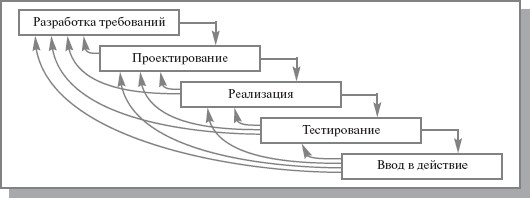 Разработка требований
Проектирование
Реализация
Тестирование
Ввод в действие